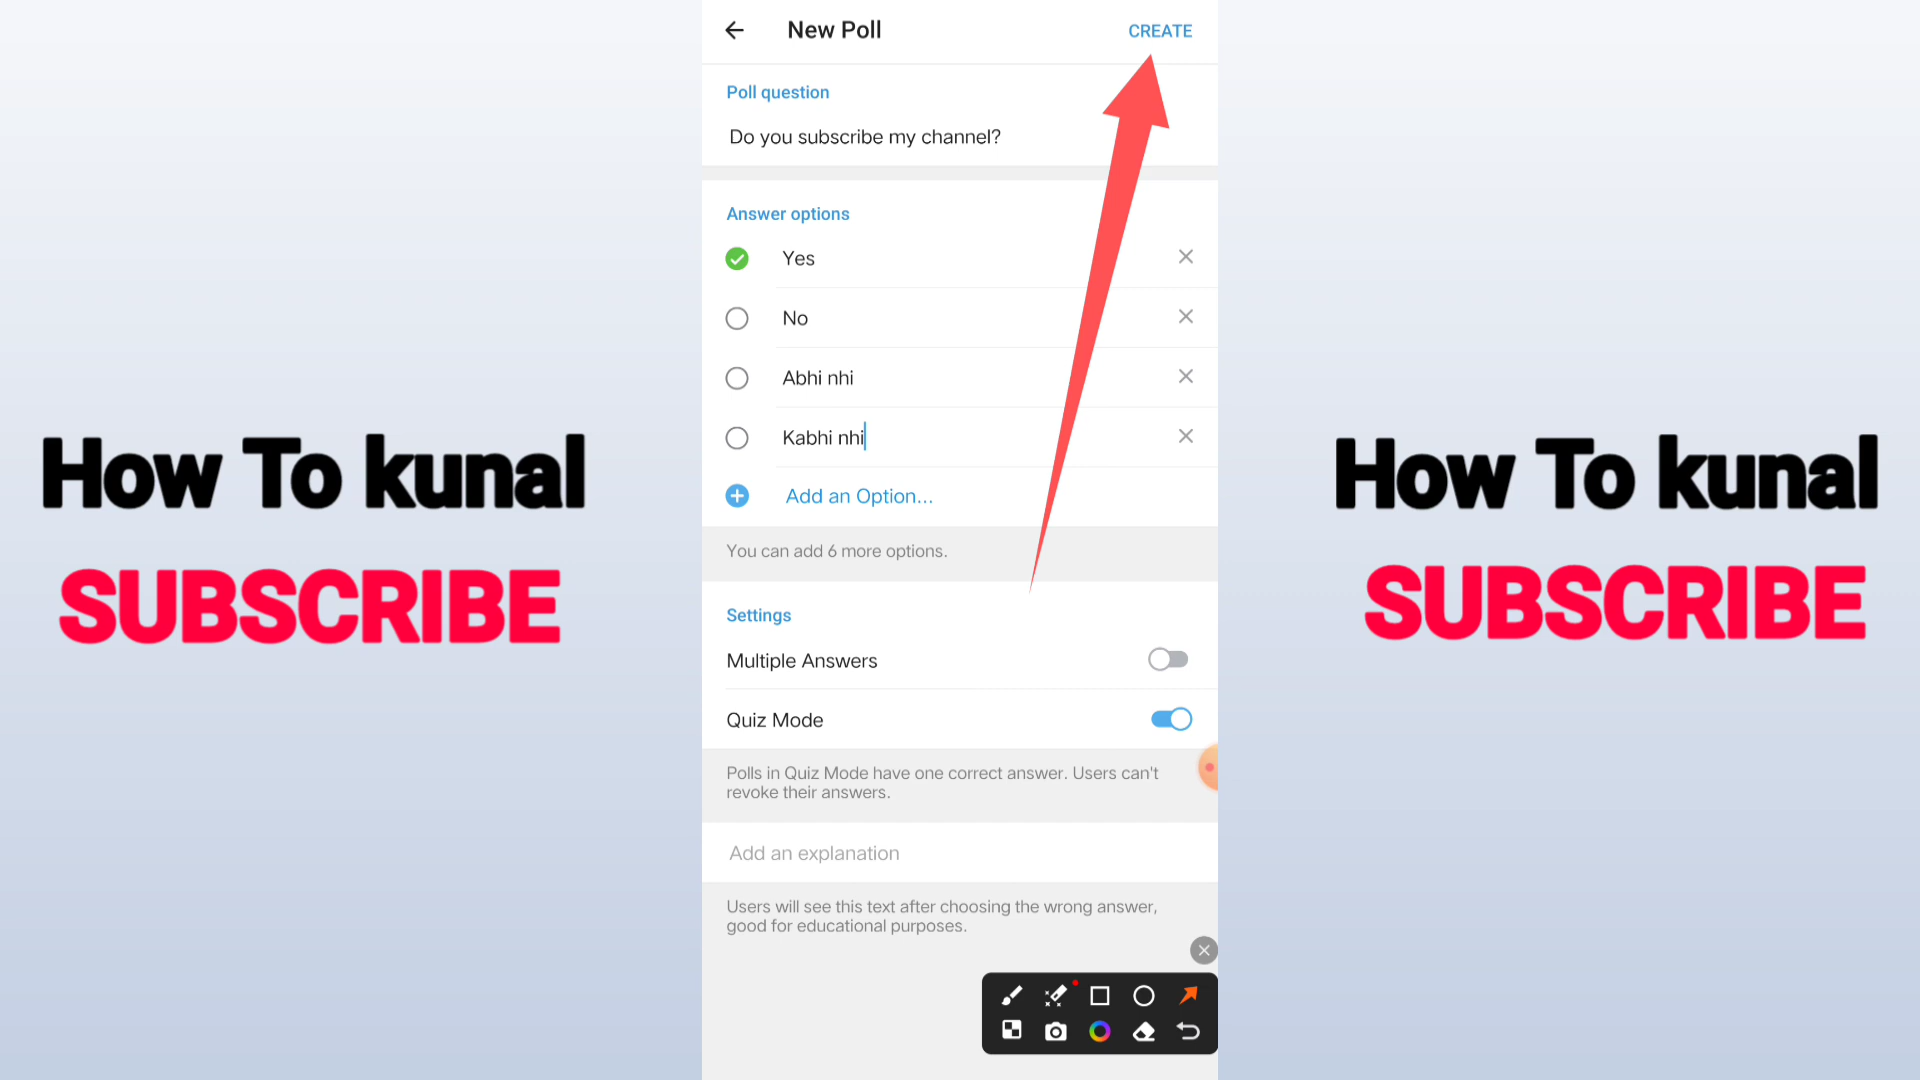 New Poll
CREATE
Poll question
Do you subscribe my channel?
Answer options
Yes
No
Abhi nhi
Kabhi nhi
Add an Option...
You can add 6 more options.
Settings
Multiple Answers
Quiz Mode
Polls in Quiz Mode have one correct answer. Users can't
revoke their answers.
Add an explanation
Users will see this text after choosing the wrong answer,
good for educational purposes.
How To kunal
SUBSCRIBE
How To kunal
SUBSCRIBE